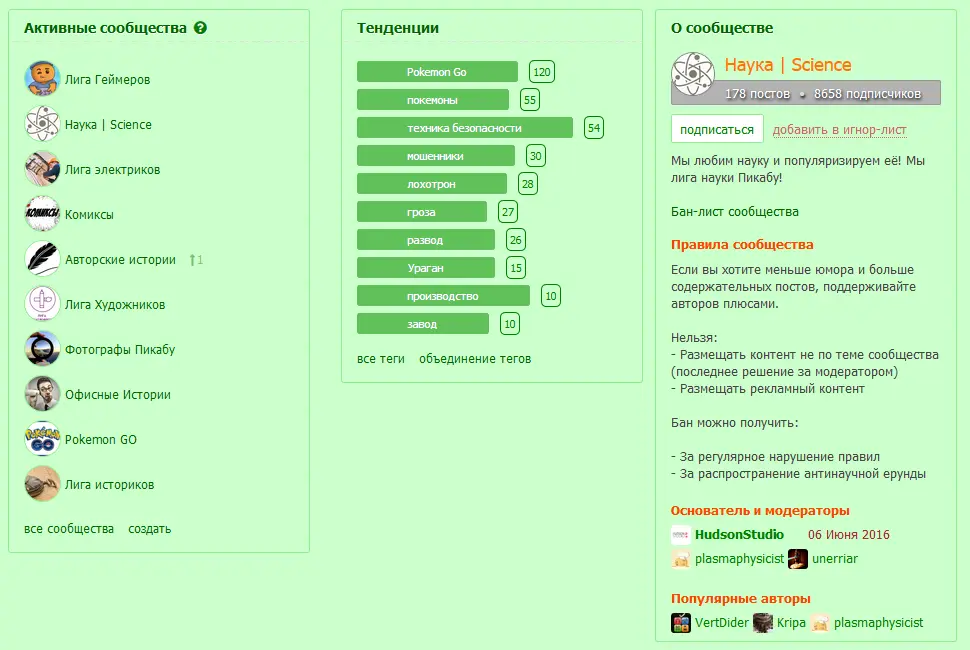 Активные сообщества
Лига Геймеров
Наука | Science
Лига электриков
КОМИКСЫ
Комиксы
Авторские истории 1
Лига Художников
Фотографы Пикабу
Офисные Истории
POKÉMON GO
Pokemon GO
Лига историков
все сообщества создать
Тенденции
Pokemon Go 120
покемоны 55
техника безопасности 54
мошенники 30
лохотрон 28
гроза 27
развод 26
Ураган 15
производство 10
завод 10
все теги объединение тегов
О сообществе
Наука | Science
178 постов • 8658 подписчиков
подписаться добавить в игнор-лист
Мы любим науку и популяризируем её! Мы
лига науки Пикабу!
Бан-лист сообщества
Правила сообщества
Если вы хотите меньше юмора и больше
содержательных постов, поддерживайте
авторов плюсами.
Нельзя:
- Размещать контент не по теме сообщества
(последнее решение за модератором)
- Размещать рекламный контент
Бан можно получить:
- За регулярное нарушение правил
- За распространение антинаучной ерунды
Основатель и модераторы
HudsonStudio 06 Июня 2016
plasmaphysicist unerriar
Популярные авторы
VertDider Kripa plasmaphysicist